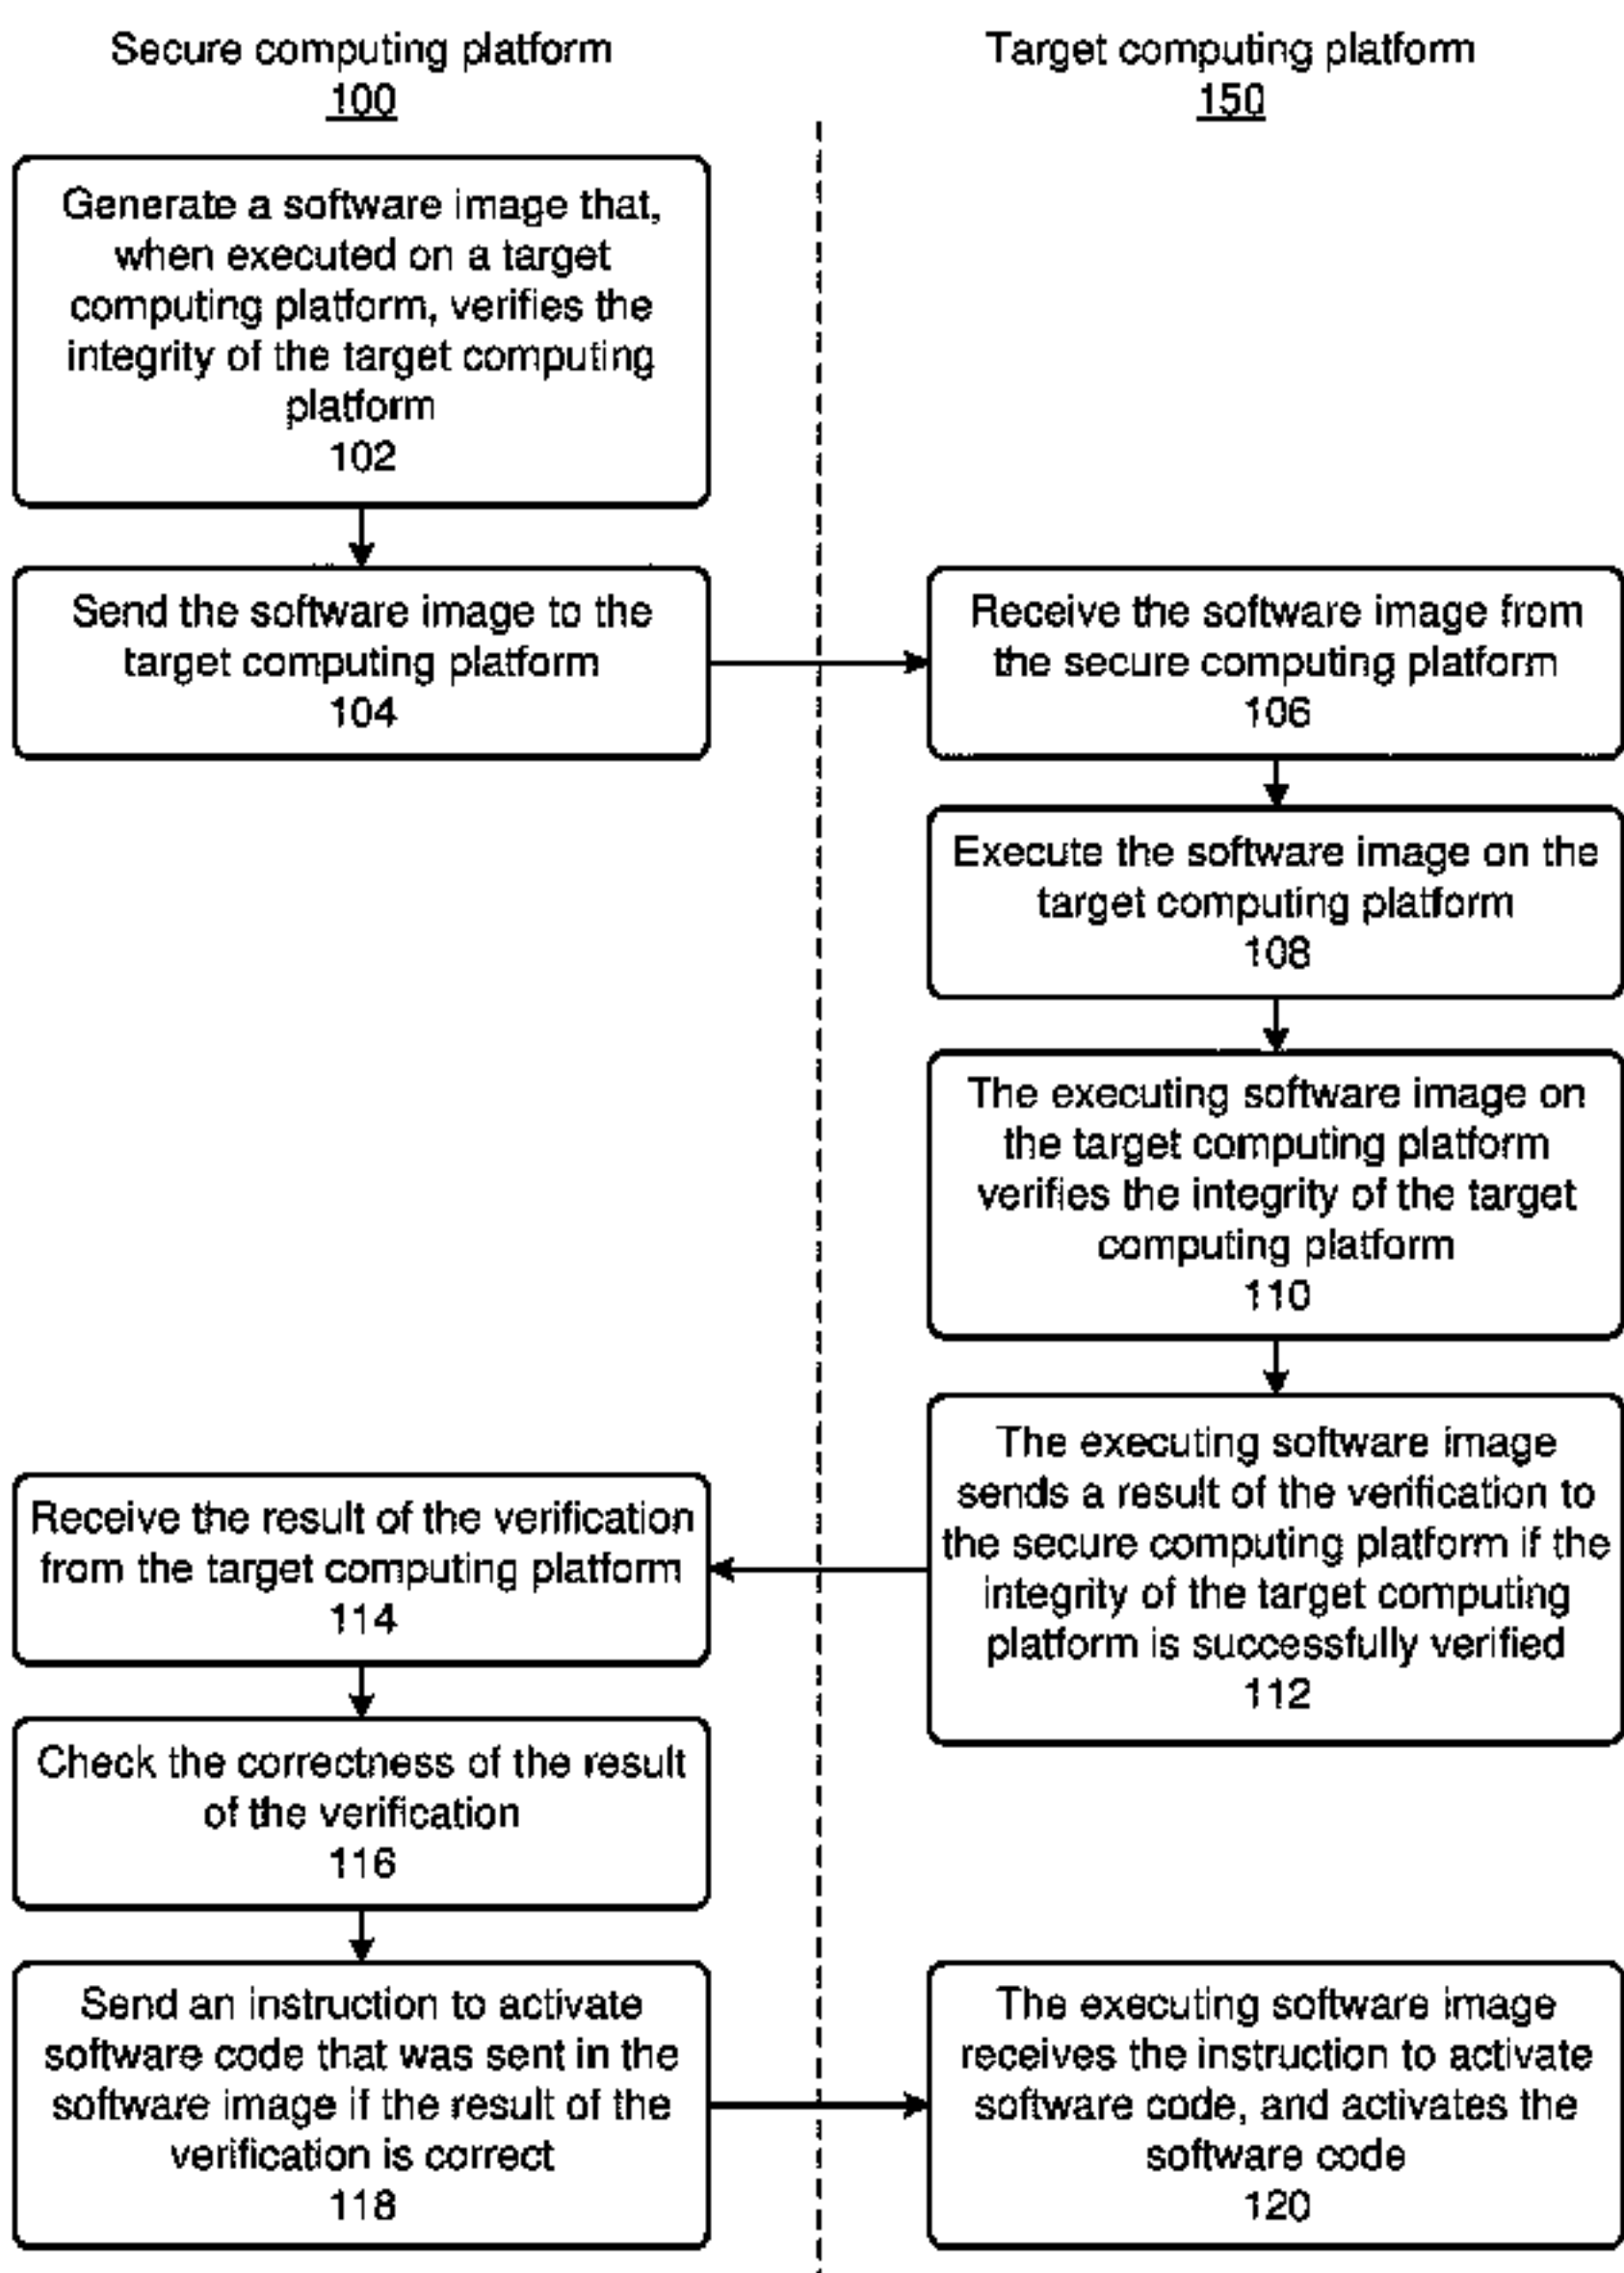 Secure computing platform
100
Target computing platform
150
Generate a software image that,
when executed on a target
computing platform, verifies the
integrity of the target computing
platform
102
Send the software image to the
target computing platform
104
Receive the software image from
the secure computing platform
106
Execute the software image on the
target computing platform
108
The executing software image on
the target computing platform
verifies the integrity of the target
computing platform
110
The executing software image
sends a result of the verification to
the secure computing platform if the
integrity of the target computing
platform is successfully verified
112
Receive the result of the verification
from the target computing platform
114
Check the correctness of the result
of the verification
116
Send an instruction to activate
software code that was sent in the
software image if the result of the
verification is correct
118
The executing software image
receives the instruction to activate
software code, and activates the
software code
120